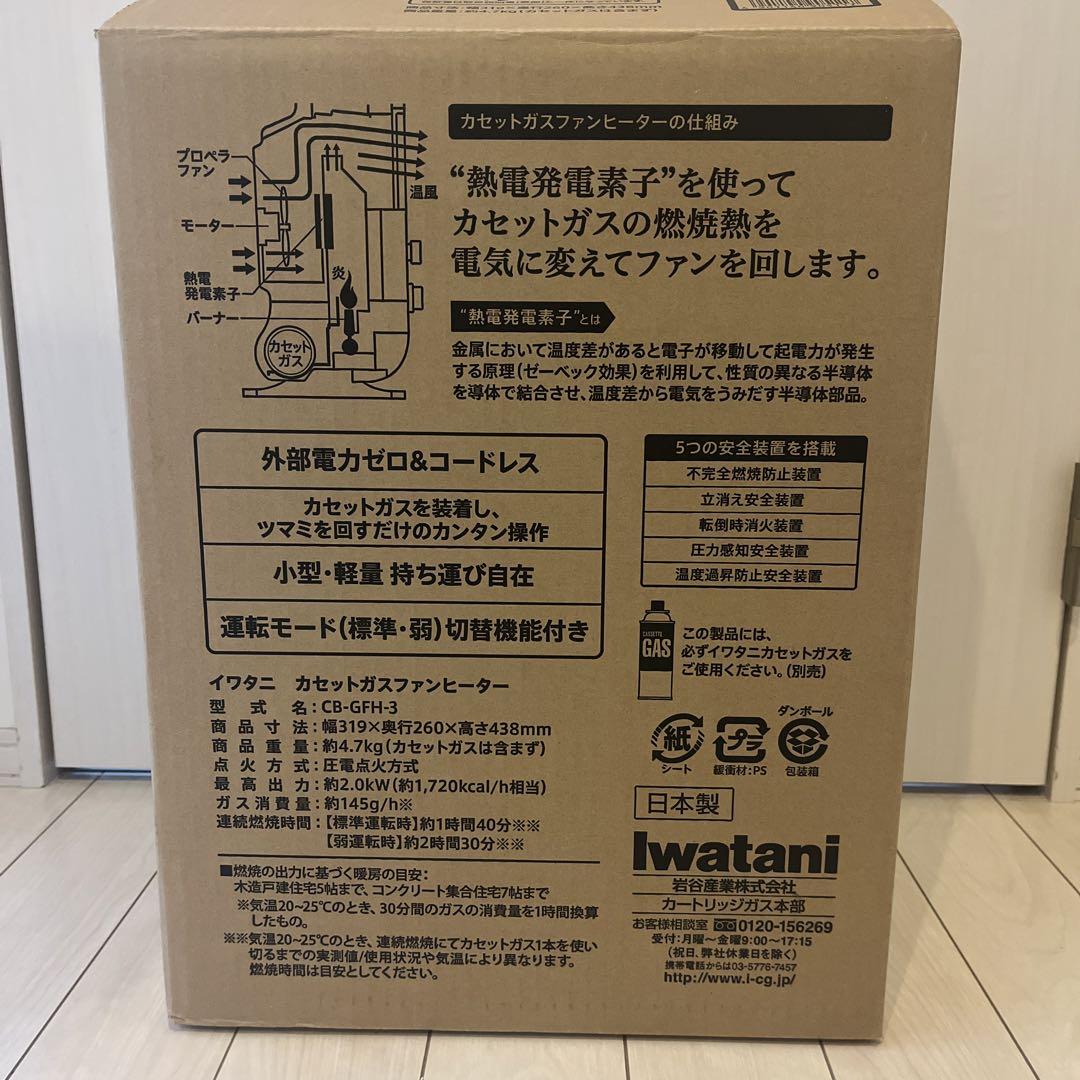 商品重量:約4.7kg(カセットガスは含まず)
カセットガスファンヒーターの仕組み
“熱電発電素子”を使って
カセットガスの燃焼熱を
電気に変えてファンを回します。
プロペラ
ファン
モーター
熱電
発電素子
バーナー
温風
炎
カセット
ガス
“熱電発電素子”とは
金属において温度差があると電子が移動して起電力が発生
する原理(ゼーベック効果)を利用して、性質の異なる半導体
を導体で結合させ、温度差から電気をうみだす半導体部品。
外部電力ゼロ&コードレス
カセットガスを装着し、
ツマミを回すだけのカンタン操作
小型・軽量 持ち運び自在
運転モード(標準・弱)切替機能付き
5つの安全装置を搭載
不完全燃焼防止装置
立消え安全装置
転倒時消火装置
圧力感知安全装置
温度過昇防止安全装置
CASSETTE
GAS
この製品には、
必ずイワタニカセットガスを
ご使用ください。(別売)
イワタニ カセットガスファンヒーター
型式名:CB-GFH-3
商品寸法:幅319×奥行260×高さ438mm
商品重量:約4.7kg(カセットガスは含まず)
点火方式:圧電点火方式
最高出力:約2.0kW(約1,720kcal/h相当)
ガス消費量:約145g/h※
連続燃焼時間:【標準運転時】約1時間40分※※
【弱運転時】約2時間30分※※
■燃焼の出力に基づく暖房の目安:
木造戸建住宅5帖まで、コンクリート集合住宅7帖まで
※気温20~25℃のとき、30分間のガスの消費量を1時間換算
したもの。
※※気温20~25℃のとき、連続燃焼にてカセットガス1本を使い
切るまでの実測値/使用状況や気温により異なります。
燃焼時間は目安としてください。
紙
シート
プラ
緩衝材:PS
ダンボール
包装箱
日本製
Iwatani
岩谷産業株式会社
カートリッジガス本部
お客様相談室 0120-156269
受付:月曜~金曜9:00~17:15
(祝日、弊社休業日を除く)
携帯電話からは03-5776-7457
http://www.i-cg.jp/